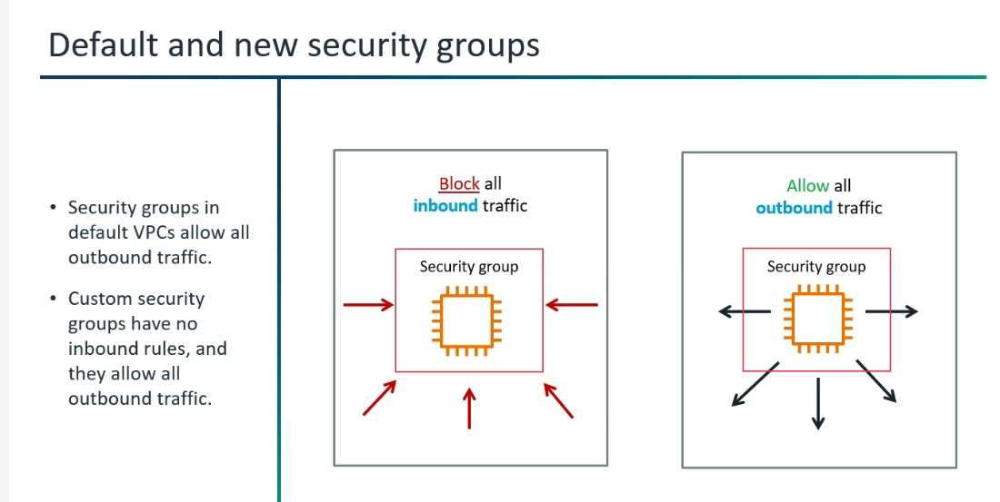 Default and new security groups
• Security groups in
default VPCs allow all
outbound traffic.
• Custom security
groups have no
inbound rules, and
they allow all
outbound traffic.
Block all
inbound traffic
Security group
Allow all
outbound traffic
Security group